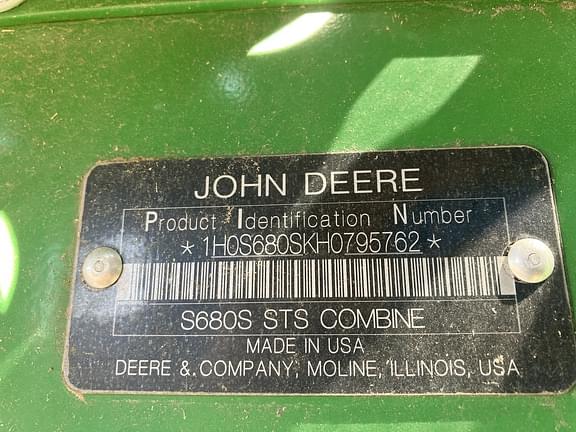 JOHN DEERE
Product Identification Number
*1H0S680SKH0795762*
S680S STS COMBINE
MADE IN USA
DEERE & COMPANY, MOLINE, ILLINOIS, USA